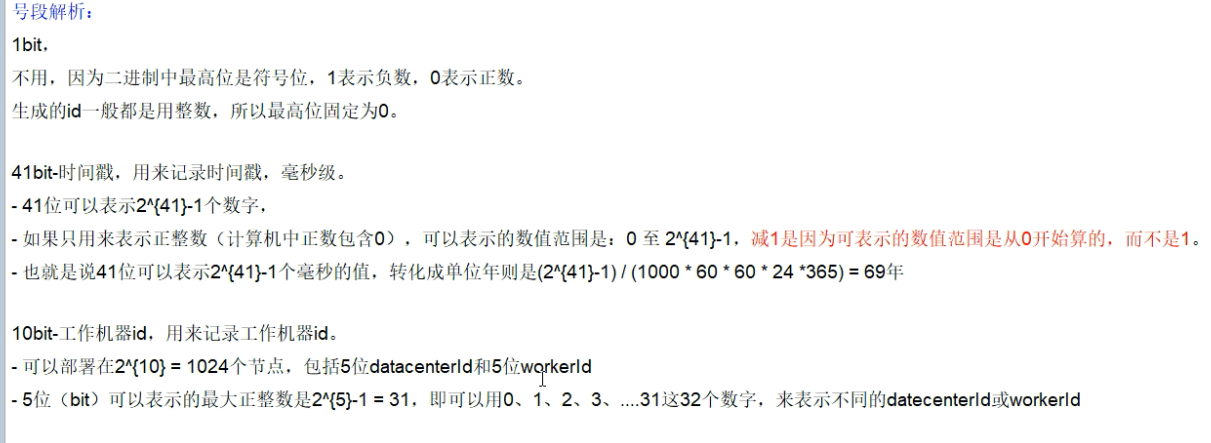 号段解析：
1bit，
不用，因为二进制中最高位是符号位，1表示负数，0表示正数。
生成的id一般都是用整数，所以最高位固定为0。
41bit-时间戳，用来记录时间戳，毫秒级。
- 41位可以表示2^{41}-1个数字，
- 如果只用来表示正整数（计算机中正数包含0），可以表示的数值范围是：0 至 2^{41}-1，减1是因为可表示的数值范围是从0开始算的，而不是1。
- 也就是说41位可以表示2^{41}-1个毫秒的值，转化成单位年则是(2^{41}-1) / (1000 * 60 * 60 * 24 *365) = 69年
10bit-工作机器id，用来记录工作机器id。
- 可以部署在2^{10} = 1024个节点，包括5位datacenterId和5位workerId
- 5位（bit）可以表示的最大正整数是2^{5}-1 = 31，即可以用0、1、2、3、....31这32个数字，来表示不同的datecenterId或workerId